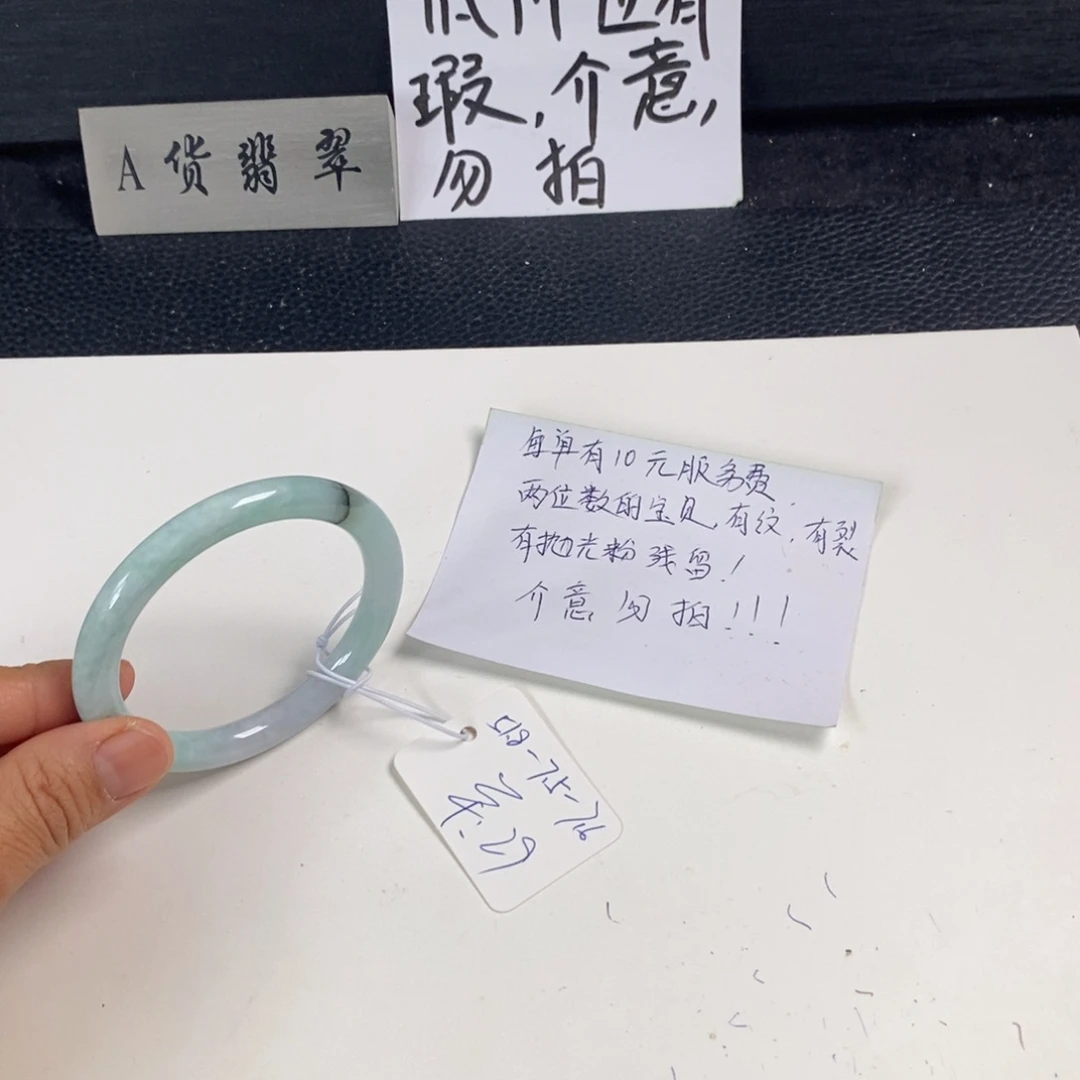 A货翡翠
瑕,介意,
勿拍
每单有10元服务费
两位数的宝贝,有纹,有裂
有抛光粉残留!
介意勿拍!!!